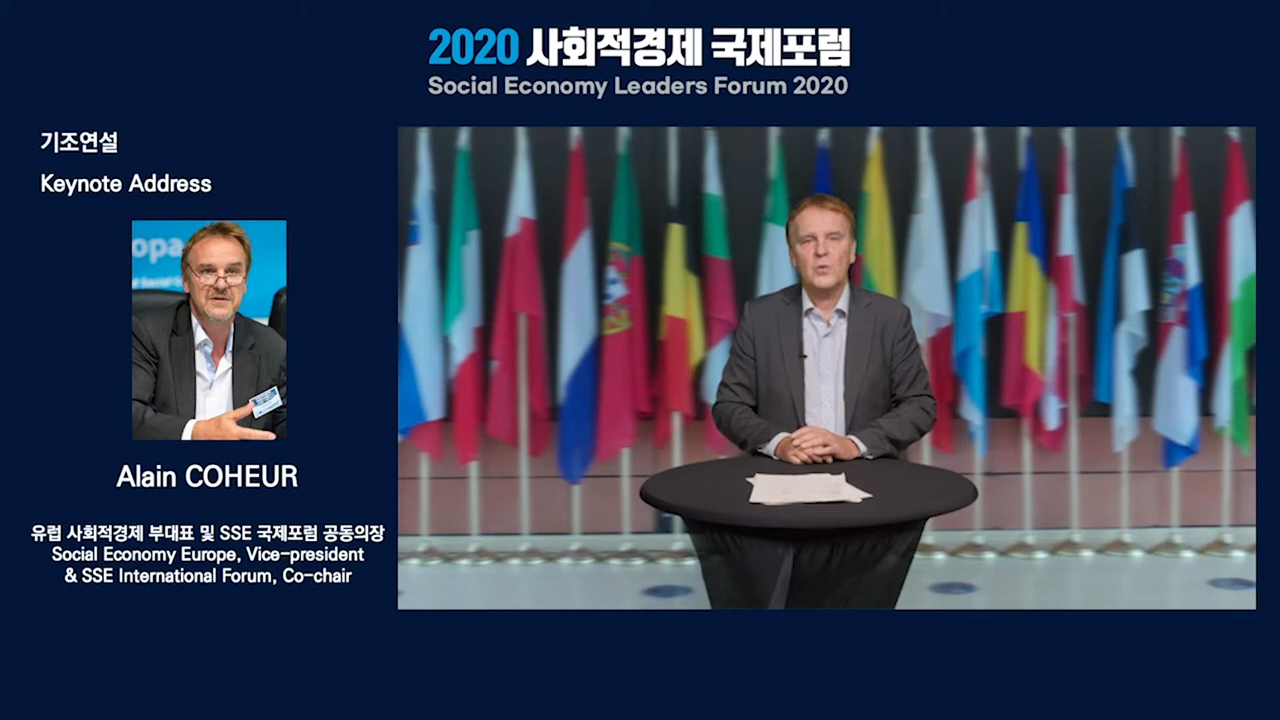 2020 사회적경제 국제포럼
Social Economy Leaders Forum 2020
기조연설
Keynote Address
opa
Alain COHEUR
유럽 사회적경제 부대표 및 SSE 국제포럼 공동의장
Social Economy Europe, Vice-president
& SSE International Forum, Co-chair